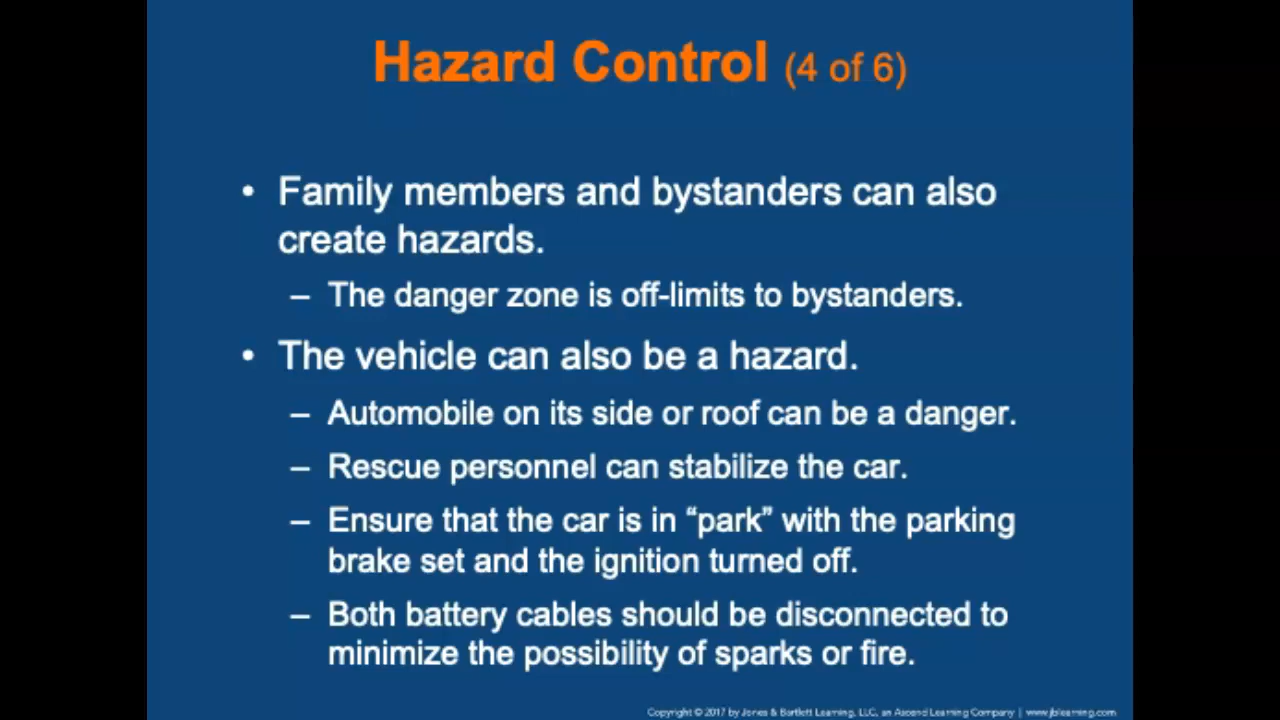 Hazard Control (4 of 6)
• Family members and bystanders can also
create hazards.
– The danger zone is off-limits to bystanders.
• The vehicle can also be a hazard.
– Automobile on its side or roof can be a danger.
– Rescue personnel can stabilize the car.
– Ensure that the car is in “park” with the parking
brake set and the ignition turned off.
– Both battery cables should be disconnected to
minimize the possibility of sparks or fire.
Copyright © 2017 by Jones & Bartlett Learning, LLC, an Ascend Learning Company | www.jblearning.com